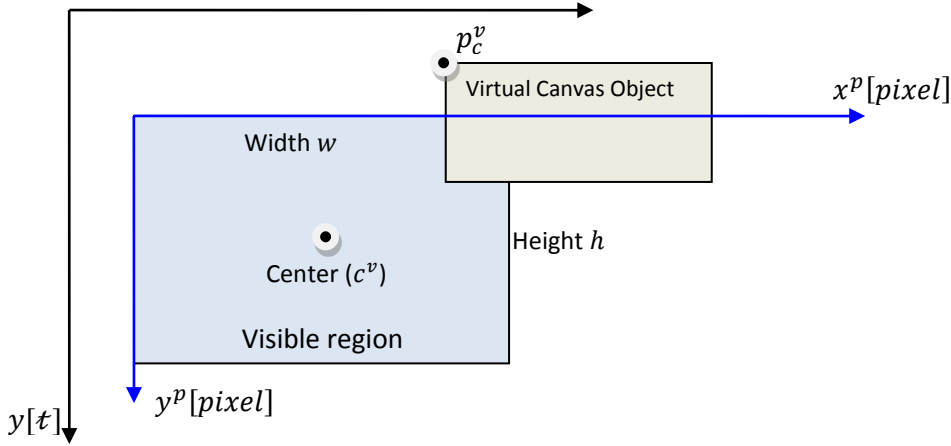 $p_c^v$
Virtual Canvas Object
$x^p[pixel]$
Width $w$
Height $h$
Center ($c^v$)
Visible region
$y^p[pixel]$
$y[t]$